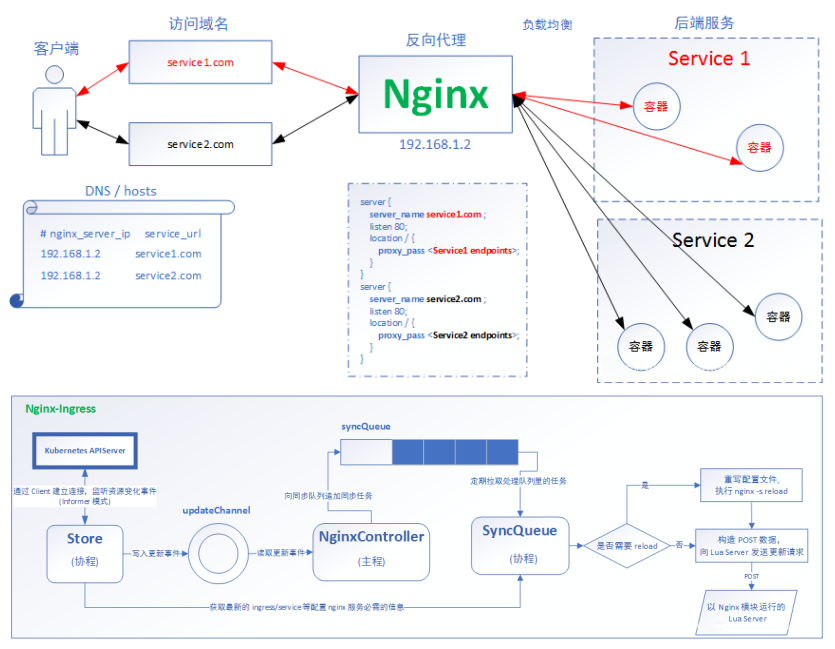 访问域名
客户端
service1.com
service2.com
反向代理
Nginx
192.168.1.2
负载均衡
后端服务
Service 1
容器
容器
Service 2
容器
容器
容器
DNS / hosts
# nginx_server_ip service_url
192.168.1.2 service1.com
192.168.1.2 service2.com
server {
server_name service1.com ;
listen 80;
location / {
proxy_pass <Service1 endpoints>;
}
}
server {
server_name service2.com ;
listen 80;
location / {
proxy_pass <Service2 endpoints>;
}
}
Nginx-Ingress
Kubernetes APIServer
通过 Client 建立连接，监听资源变化事件
(Informer 模式)
Store
(协程)
写入更新事件
updateChannel
读取更新事件
syncQueue
向同步队列追加同步任务
NginxController
(主程)
定期拉取处理队列里的任务
SyncQueue
(协程)
获取最新的 ingress/service 等配置 nginx 服务必需的信息
是否需要 reload
是
否
重写配置文件,
执行 nginx -s reload
构造 POST 数据,
向 Lua Server 发送更新请求
POST
以 Nginx 模块运行的
Lua Server